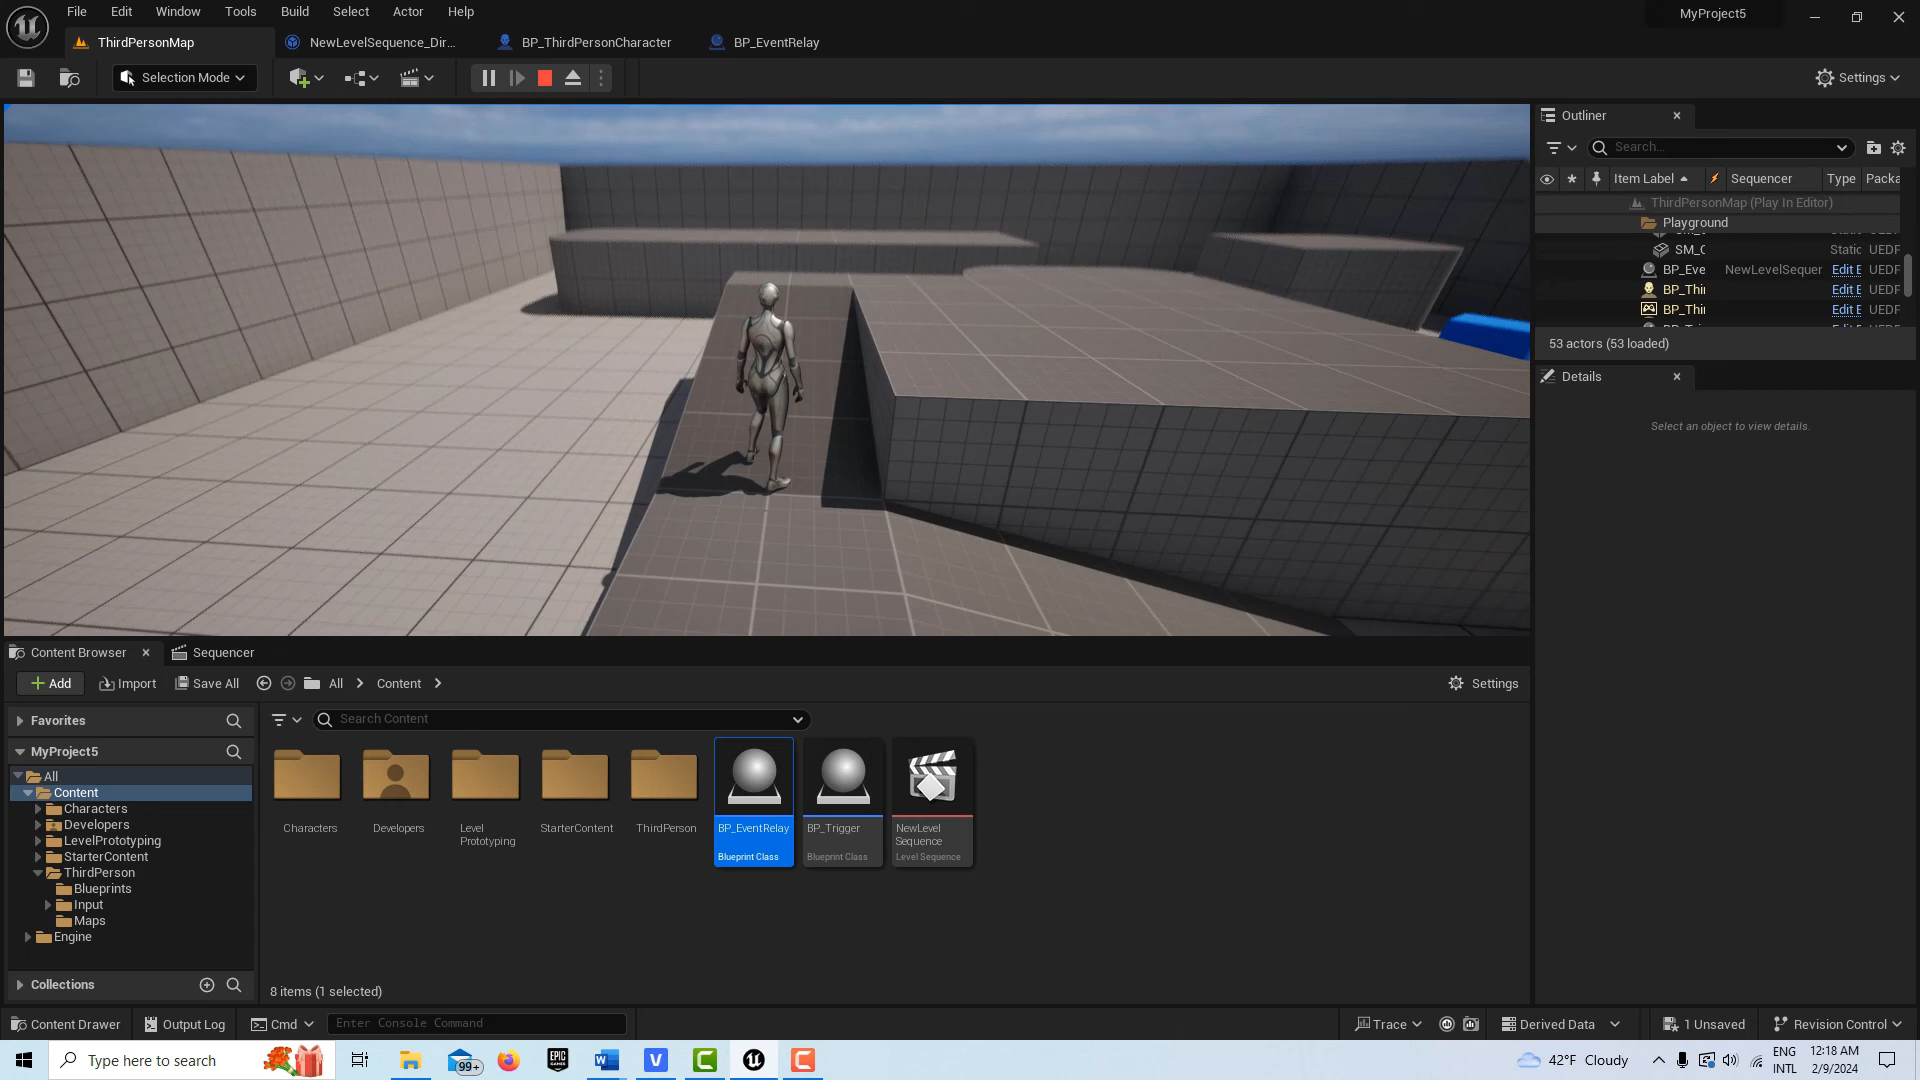 File Edit Window Tools Build Select Actor Help
MyProject5
ThirdPersonMap
NewLevelSequence_Dir...
BP_ThirdPersonCharacter
BP_EventRelay
Selection Mode
Settings
Outliner
Search...
Item Label
Sequencer
Type
Packa
ThirdPersonMap (Play In Editor)
Playground
SM_C
Static
UEDF
BP_Eve
NewLevelSequer
Edit E
UEDF
BP_Thi
Edit E
UEDF
BP_Thi
Edit E
UEDF
53 actors (53 loaded)
Details
Select an object to view details.
Content Browser
Sequencer
Add
Import
Save All
All
Content
Settings
Favorites
Search Content
MyProject5
All
Content
Characters
Developers
LevelPrototyping
StarterContent
ThirdPerson
Blueprints
Input
Maps
Engine
Collections
Characters
Developers
Level
Prototyping
StarterContent
ThirdPerson
BP_EventRelay
Blueprint Class
BP_Trigger
Blueprint Class
NewLevel
Sequence
Level Sequence
8 items (1 selected)
Content Drawer
Output Log
Cmd
Enter Console Command
Trace
Derived Data
1 Unsaved
Revision Control
Type here to search
99+
EPIC
GAMES
42°F Cloudy
ENG
INTL
12:18 AM
2/9/2024